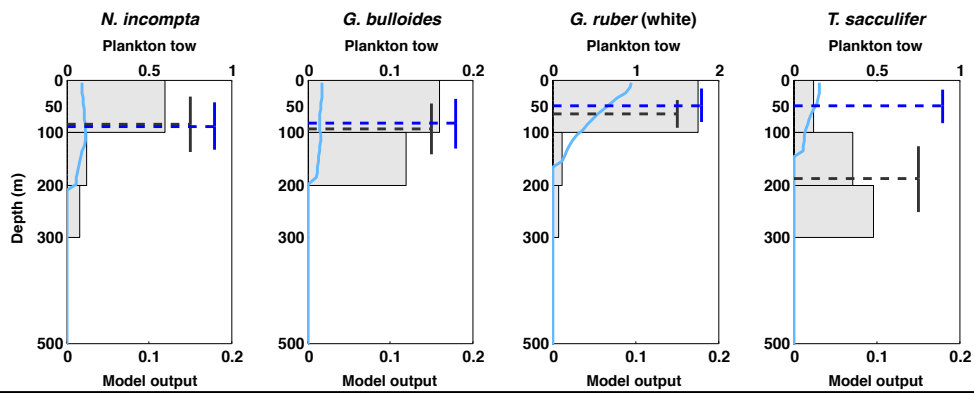 N. incompta G. bulloides G. ruber (white) T. sacculifer
Plankton tow Plankton tow Plankton tow Plankton tow
0 0.5 1 0 0.1 0.2 0 1 2 0 0.5 1
0 0 0 0
50 50 50 50
100 100 100 100
200 200 200 200
Depth (m)
300 300 300 300
500 500 500 500
0 0.1 0.2 0 0.1 0.2 0 0.1 0.2 0 0.1 0.2
Model output Model output Model output Model output